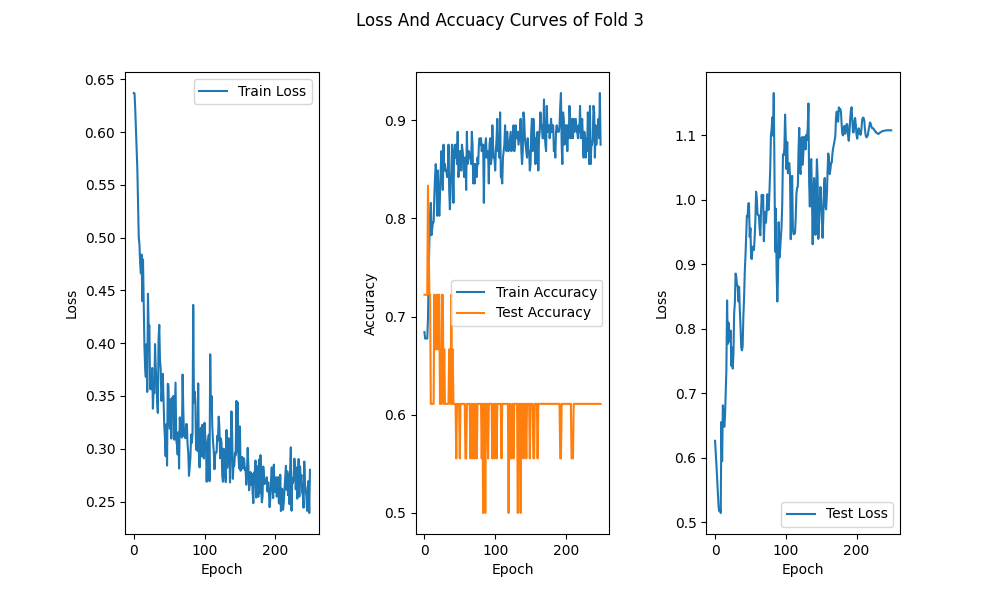 Loss And Accuacy Curves of Fold 3
Loss
0.65
0.60
0.55
0.50
0.45
0.40
0.35
0.30
0.25
Train Loss
0 100 200
Epoch
Accuracy
0.9
0.8
0.7
0.6
0.5
Train Accuracy
Test Accuracy
0 100 200
Epoch
Loss
1.1
1.0
0.9
0.8
0.7
0.6
0.5
Test Loss
0 100 200
Epoch